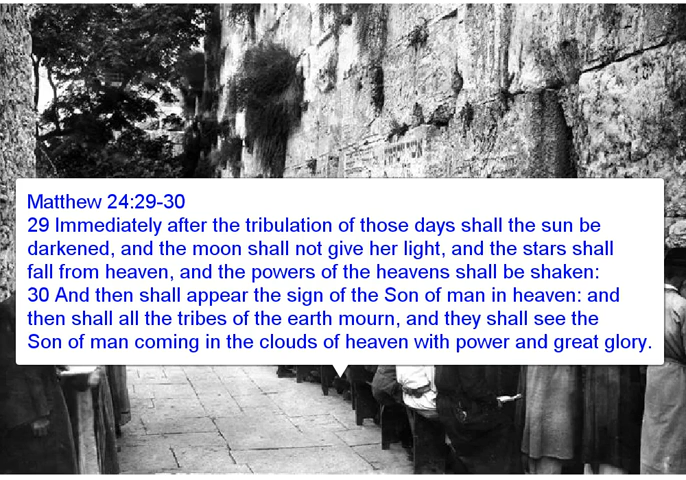 Matthew 24:29-30
29 Immediately after the tribulation of those days shall the sun be
darkened, and the moon shall not give her light, and the stars shall
fall from heaven, and the powers of the heavens shall be shaken:
30 And then shall appear the sign of the Son of man in heaven: and
then shall all the tribes of the earth mourn, and they shall see the
Son of man coming in the clouds of heaven with power and great glory.